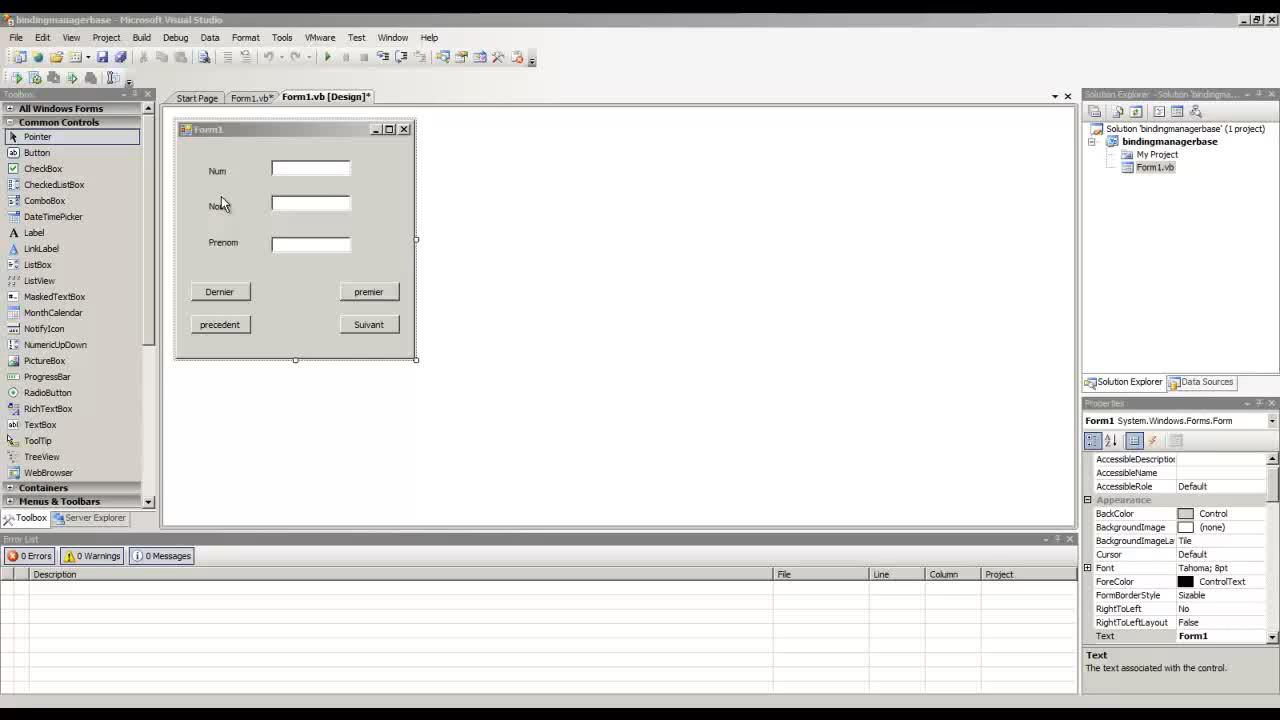 bindingmanagerbase - Microsoft Visual Studio
File Edit View Project Build Debug Data Format Tools VMware Test Window Help
Toolbox
All Windows Forms
Common Controls
Pointer
Button
CheckBox
CheckedListBox
ComboBox
DateTimePicker
Label
LinkLabel
ListBox
ListView
MaskedTextBox
MonthCalendar
NotifyIcon
NumericUpDown
PictureBox
ProgressBar
RadioButton
RichTextBox
TextBox
ToolTip
TreeView
WebBrowser
Containers
Menus & Toolbars
Toolbox Server Explorer
Start Page Form1.vb* Form1.vb [Design]*
Form1
Num
Prenom
Dernier premier
precedent Suivant
Solution Explorer - Solution 'bindingma...
Solution 'bindingmanagerbase' (1 project)
bindingmanagerbase
My Project
Form1.vb
Solution Explorer Data Sources
Properties
Form1 System.Windows.Forms.Form
AccessibleDescription
AccessibleName
AccessibleRole Default
Appearance
BackColor Control
BackgroundImage (none)
BackgroundImageLa Tile
Cursor Default
Font Tahoma; 8pt
ForeColor ControlText
FormBorderStyle Sizable
RightToLeft No
RightToLeftLayout False
Text Form1
Text
The text associated with the control.
Error List
0 Errors 0 Warnings 0 Messages
Description File Line Column Project